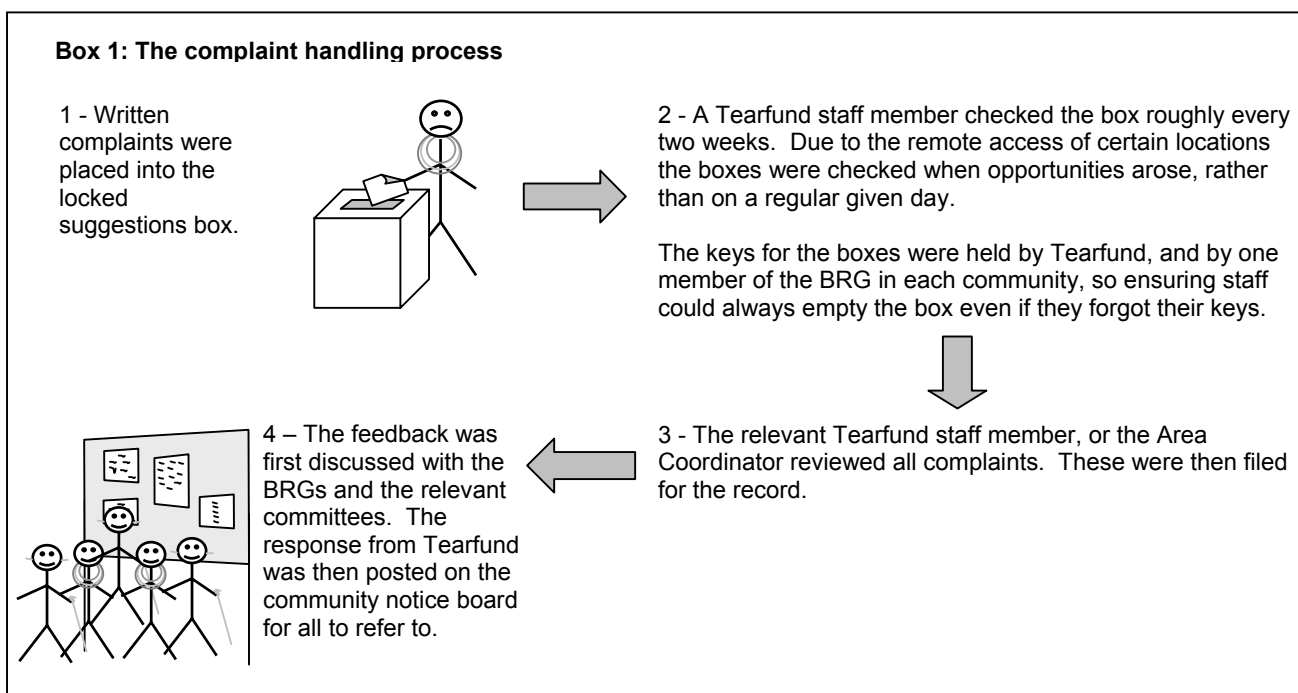 Box 1: The complaint handling process
1 - Written
complaints were
placed into the
locked
suggestions box.
2 - A Tearfund staff member checked the box roughly every
two weeks.  Due to the remote access of certain locations
the boxes were checked when opportunities arose, rather
than on a regular given day.
The keys for the boxes were held by Tearfund, and by one
member of the BRG in each community, so ensuring staff
could always empty the box even if they forgot their keys.
3 - The relevant Tearfund staff member, or the Area
Coordinator reviewed all complaints.  These were then filed
for the record.
4 – The feedback was
first discussed with the
BRGs and the relevant
committees.  The
response from Tearfund
was then posted on the
community notice board
for all to refer to.